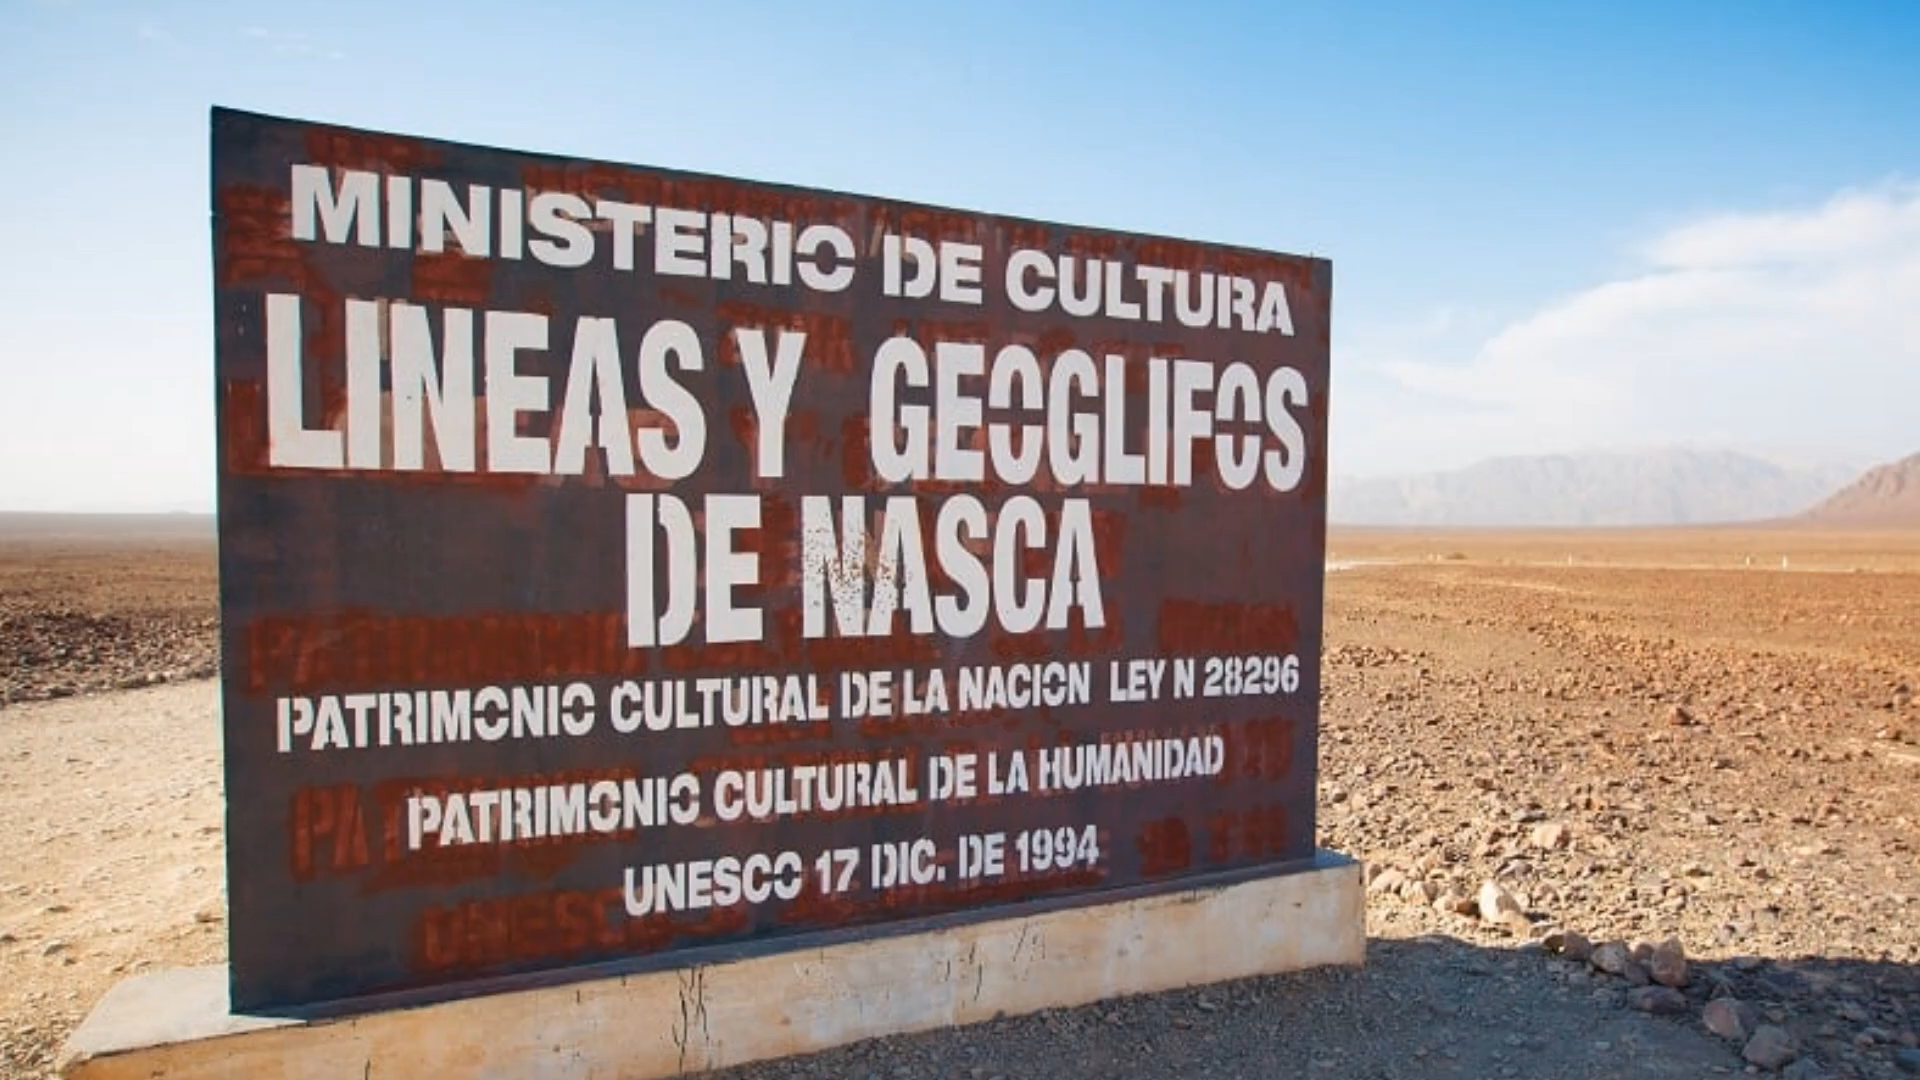 MINISTERIO DE CULTURA
LINEAS Y GEOGLIFOS
DE NASCA
PATRIMONIO CULTURAL DE LA NACION LEY N 28296
PATRIMONIO CULTURAL DE LA HUMANIDAD
UNESCO 17 DIC. DE 1994